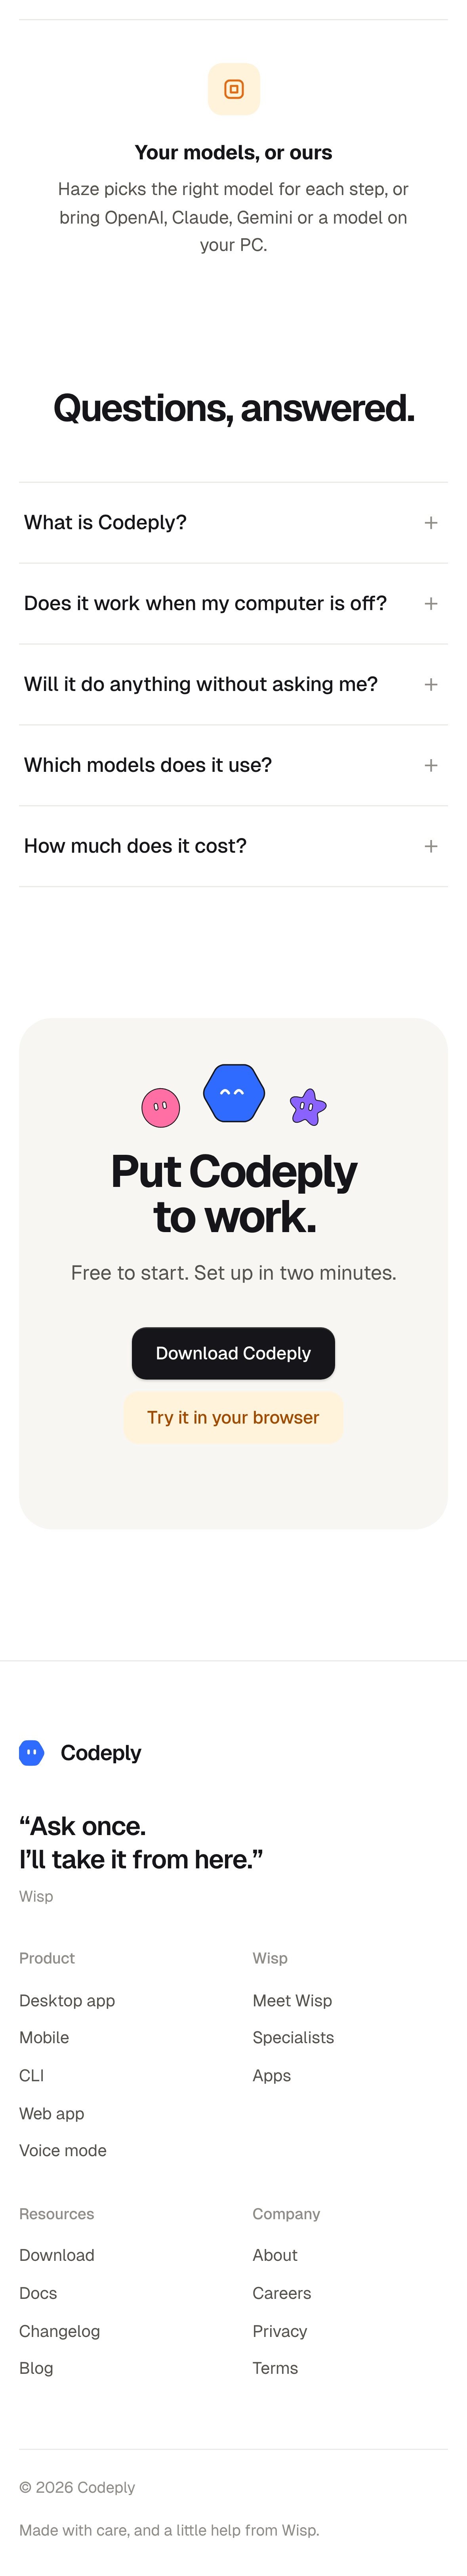 Your models, or ours
Haze picks the right model for each step, or
bring OpenAI, Claude, Gemini or a model on
your PC.
Questions, answered.
What is Codeply?
Does it work when my computer is off?
Will it do anything without asking me?
Which models does it use?
How much does it cost?
Put Codeply
to work.
Free to start. Set up in two minutes.
Download Codeply
Try it in your browser
Codeply
“Ask once.
I’ll take it from here.”
Wisp
Product
Desktop app
Mobile
CLI
Web app
Voice mode
Wisp
Meet Wisp
Specialists
Apps
Resources
Download
Docs
Changelog
Blog
Company
About
Careers
Privacy
Terms
© 2026 Codeply
Made with care, and a little help from Wisp.